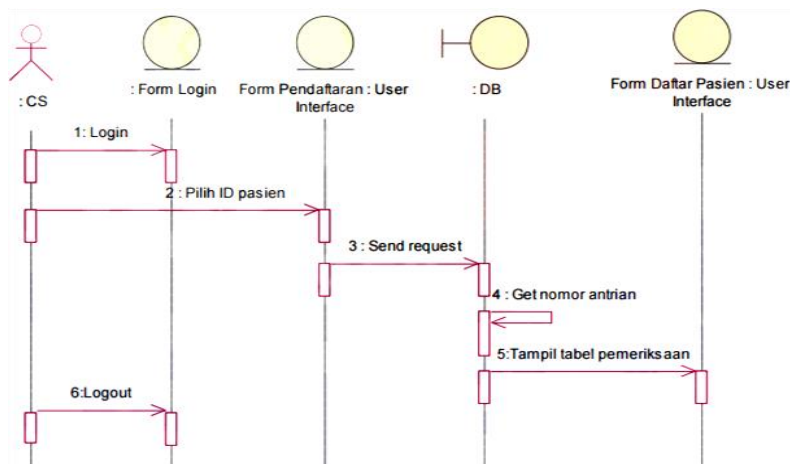 : CS
: Form Login
Form Pendaftaran : User
Interface
: DB
Form Daftar Pasien : User
Interface
1: Login
2 : Pilih ID pasien
3 : Send request
4 : Get nomor antrian
5:Tampil tabel pemeriksaan
6:Logout